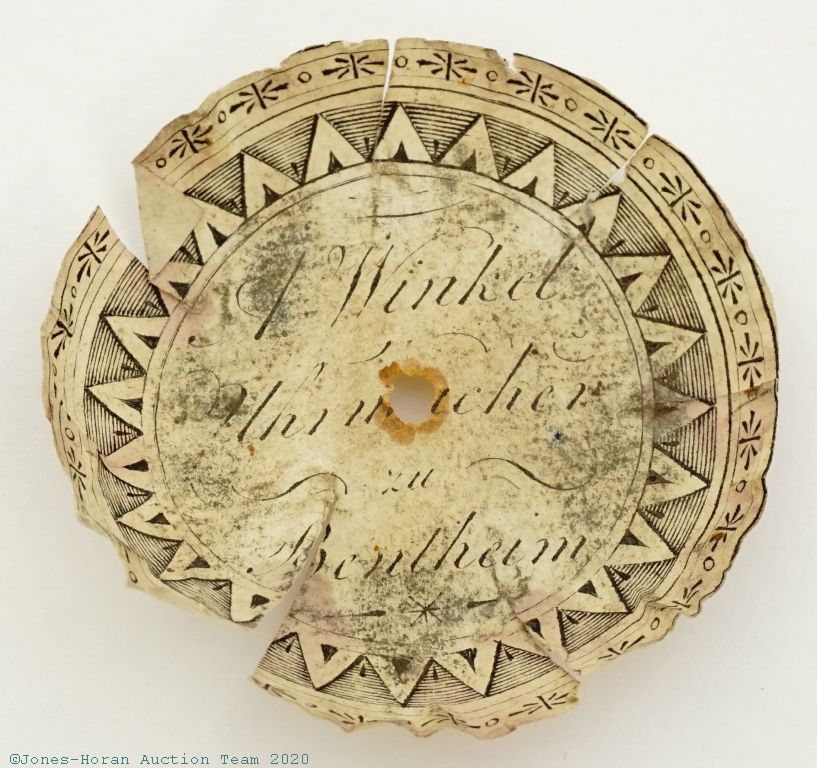 J Winkel
Uhrmacher
zu
Bentheim
©Jones-Horan Auction Team 2020